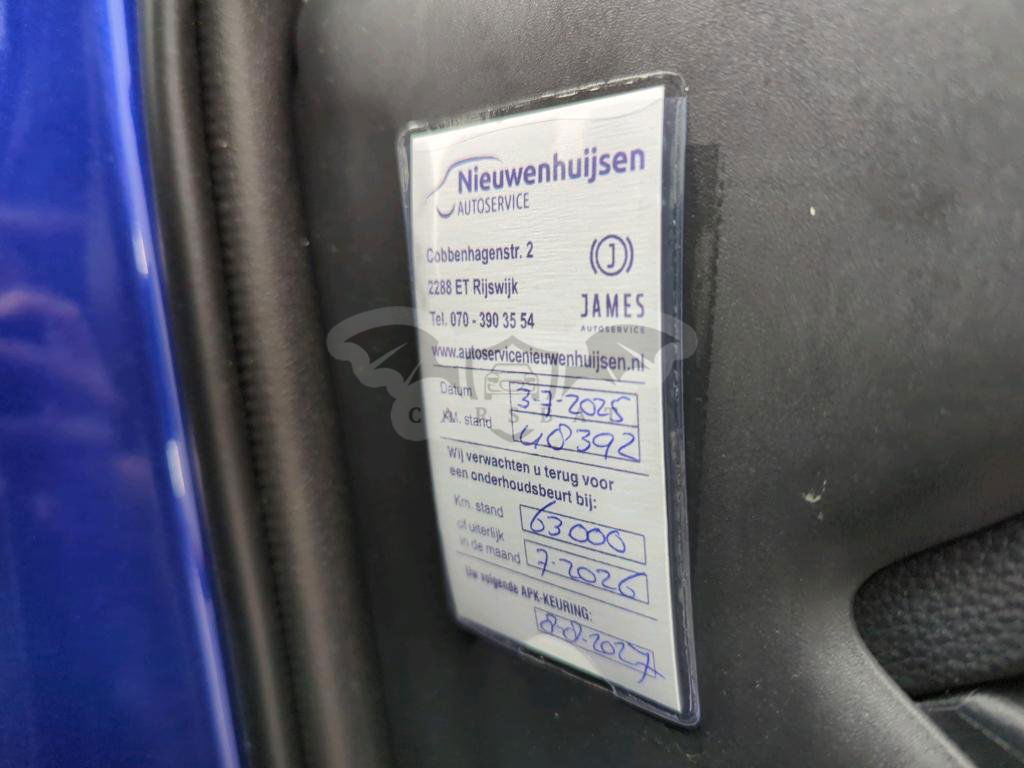 Nieuwenhuijsen
AUTOSERVICE
Cobbenhagenstr. 2
2288 ET Rijswijk
Tel. 070 - 390 35 54
JAMES
AUTOSERVICE
www.autoservicenieuwenhuijsen.nl
Datum 3-7-2025
KM. stand 48392
Wij verwachten u terug voor
een onderhoudsbeurt bij:
Km. stand 63000
of uiterlijk
in de maand 7-2026
Uw volgende APK-KEURING:
8-8-2027